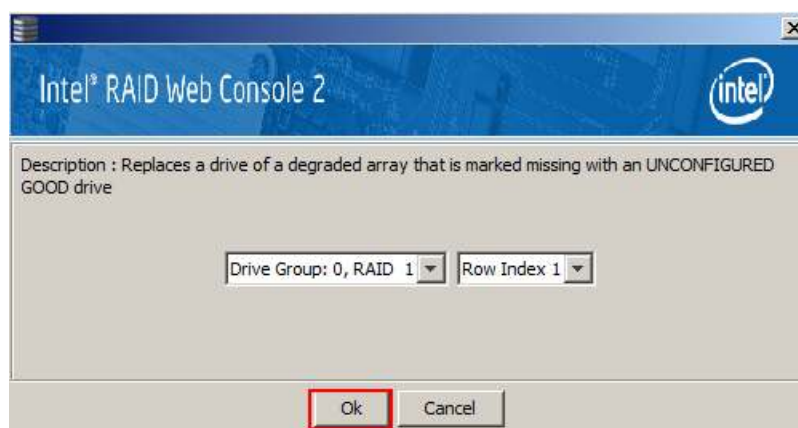 Intel® RAID Web Console 2
intel
Description : Replaces a drive of a degraded array that is marked missing with an UNCONFIGURED
GOOD drive
Drive Group: 0, RAID 1
Row Index 1
Ok
Cancel